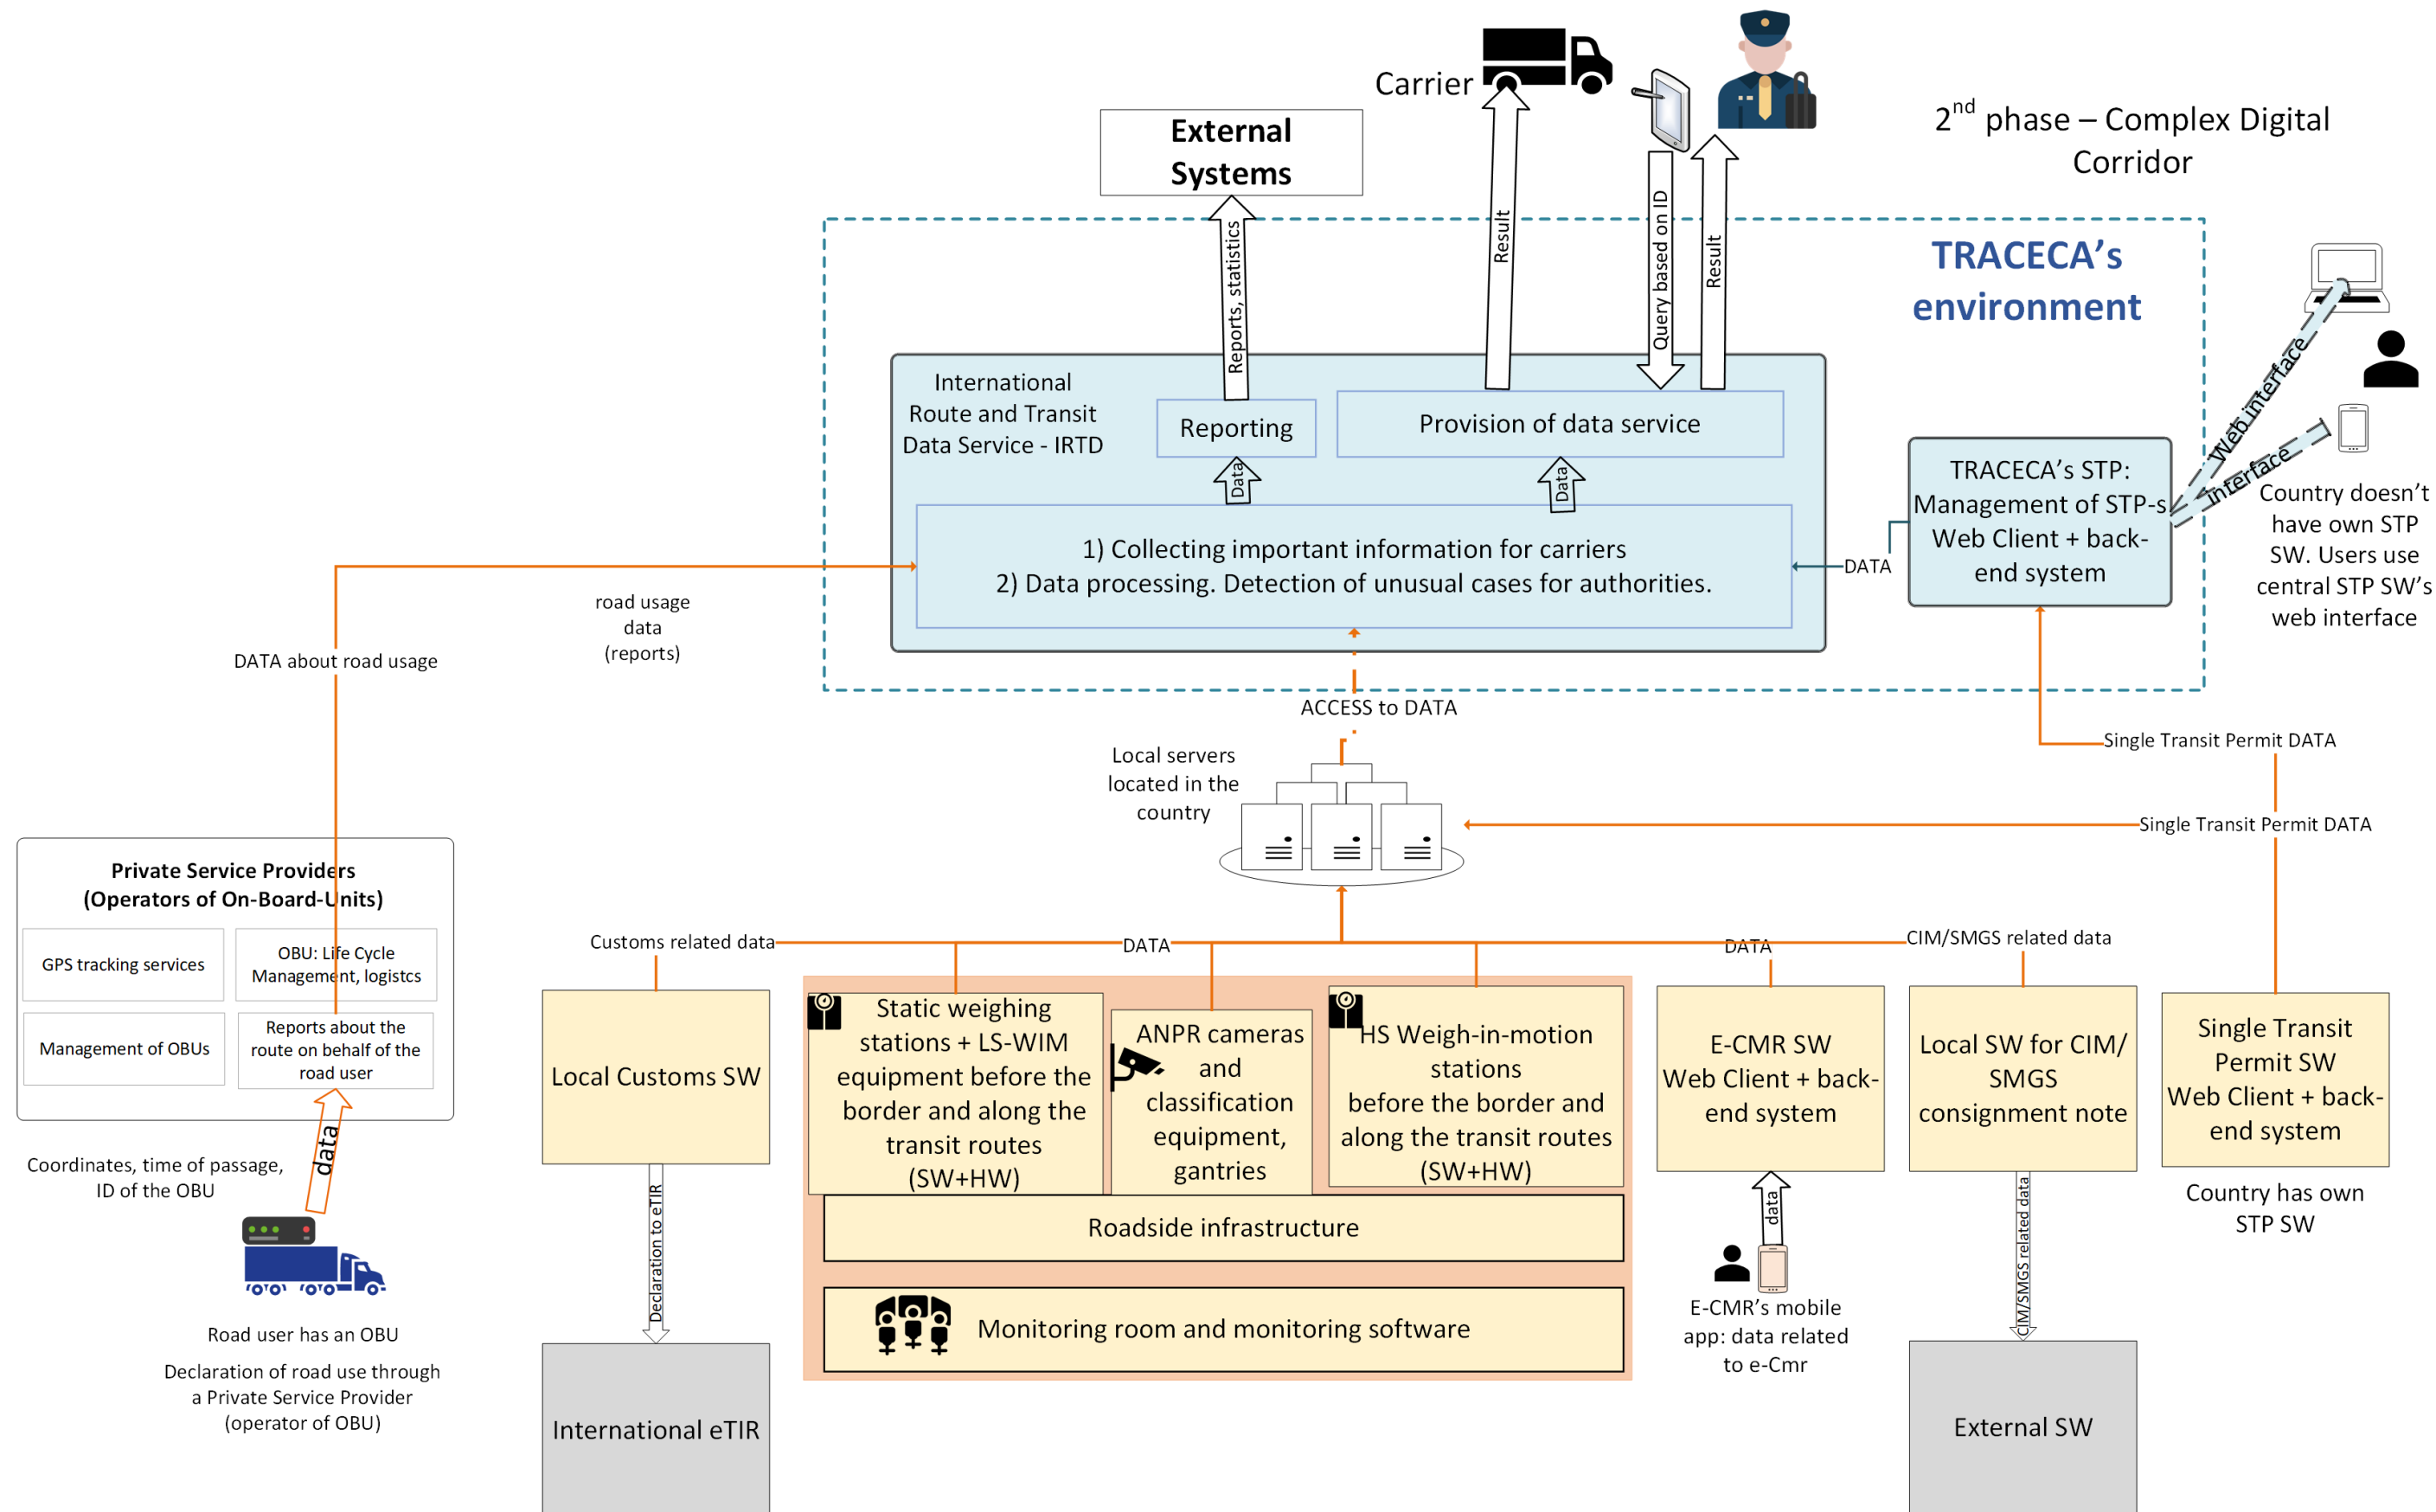 Carrier
2nd phase – Complex Digital
Corridor
External
Systems
Result
Query based on ID
Result
Reports, statistics
TRACECA’s
environment
International
Route and Transit
Data Service - IRTD
Reporting
Provision of data service
Data
Data
1) Collecting important information for carriers
2) Data processing. Detection of unusual cases for authorities.
DATA
TRACECA’s STP:
Management of STP-s
Web Client + back-
end system
Web interface
interface
Country doesn’t
have own STP
SW. Users use
central STP SW’s
web interface
road usage
data
(reports)
DATA about road usage
ACCESS to DATA
Local servers
located in the
country
Single Transit Permit DATA
Single Transit Permit DATA
Private Service Providers
(Operators of On-Board-Units)
GPS tracking services
OBU: Life Cycle
Management, logistcs
Management of OBUs
Reports about the
route on behalf of the
road user
data
Coordinates, time of passage,
ID of the OBU
Road user has an OBU
Declaration of road use through
a Private Service Provider
(operator of OBU)
Customs related data
DATA
DATA
CIM/SMGS related data
Local Customs SW
Declaration to eTIR
International eTIR
Static weighing
stations + LS-WIM
equipment before the
border and along the
transit routes
(SW+HW)
ANPR cameras
and
classification
equipment,
gantries
HS Weigh-in-motion
stations
before the border and
along the transit routes
(SW+HW)
Roadside infrastructure
Monitoring room and monitoring software
E-CMR SW
Web Client + back-
end system
data
E-CMR’s mobile
app: data related
to e-Cmr
Local SW for CIM/
SMGS
consignment note
CIM/SMGS related data
External SW
Single Transit
Permit SW
Web Client + back-
end system
Country has own
STP SW